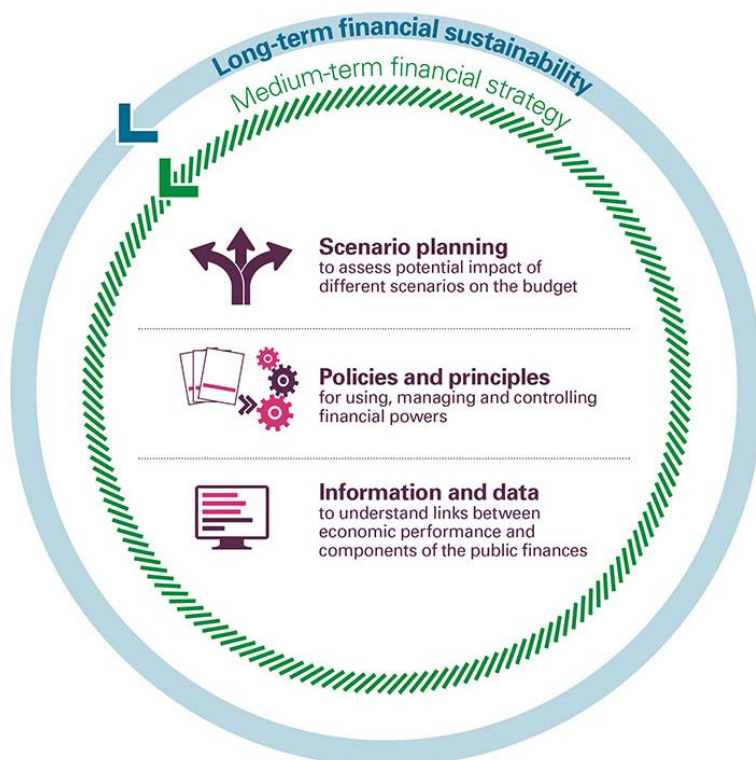 Long-term financial sustainability
Medium-term financial strategy
Scenario planning
to assess potential impact of
different scenarios on the budget
Policies and principles
for using, managing and controlling
financial powers
Information and data
to understand links between
economic performance and
components of the public finances